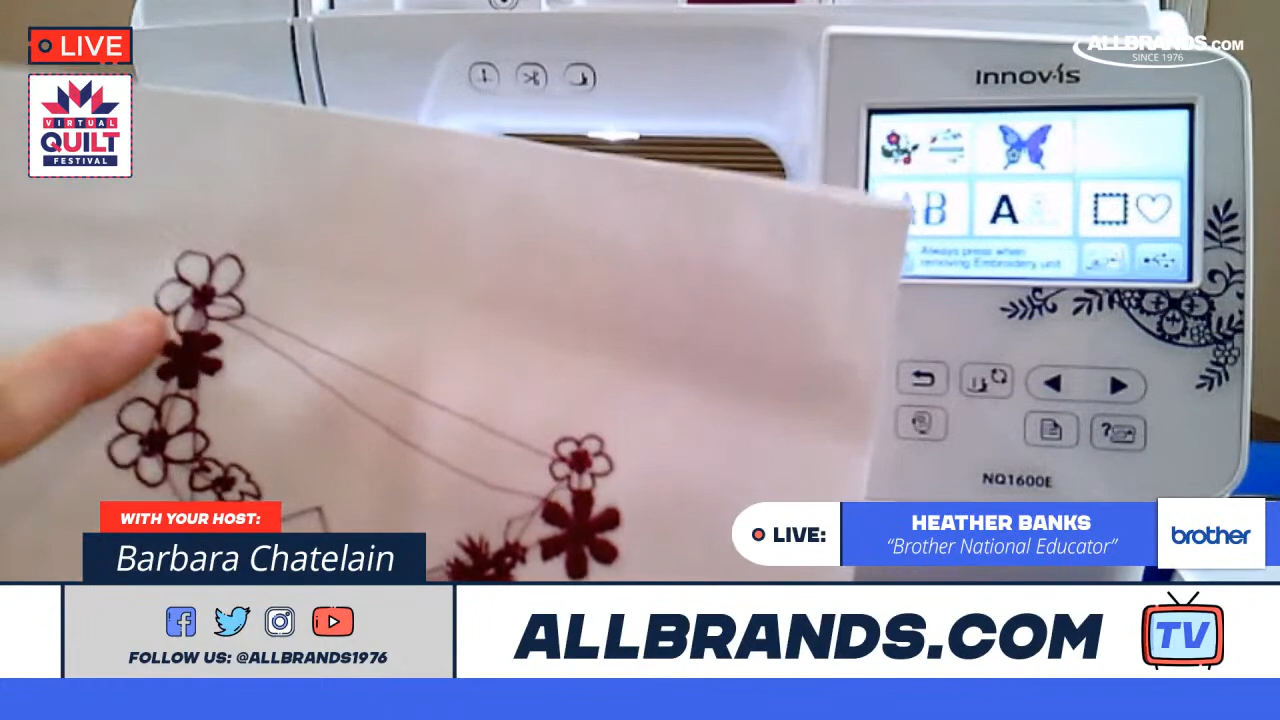 LIVE
VIRTUAL
QUILT
FESTIVAL
ALLBRANDS.COM
SINCE 1976
INNOV-ÍS
AB
A
Always press when
removing Embroidery unit
NQ1600E
WITH YOUR HOST:
Barbara Chatelain
LIVE:
HEATHER BANKS
“Brother National Educator”
brother
FOLLOW US: @ALLBRANDS1976
ALLBRANDS.COM
TV